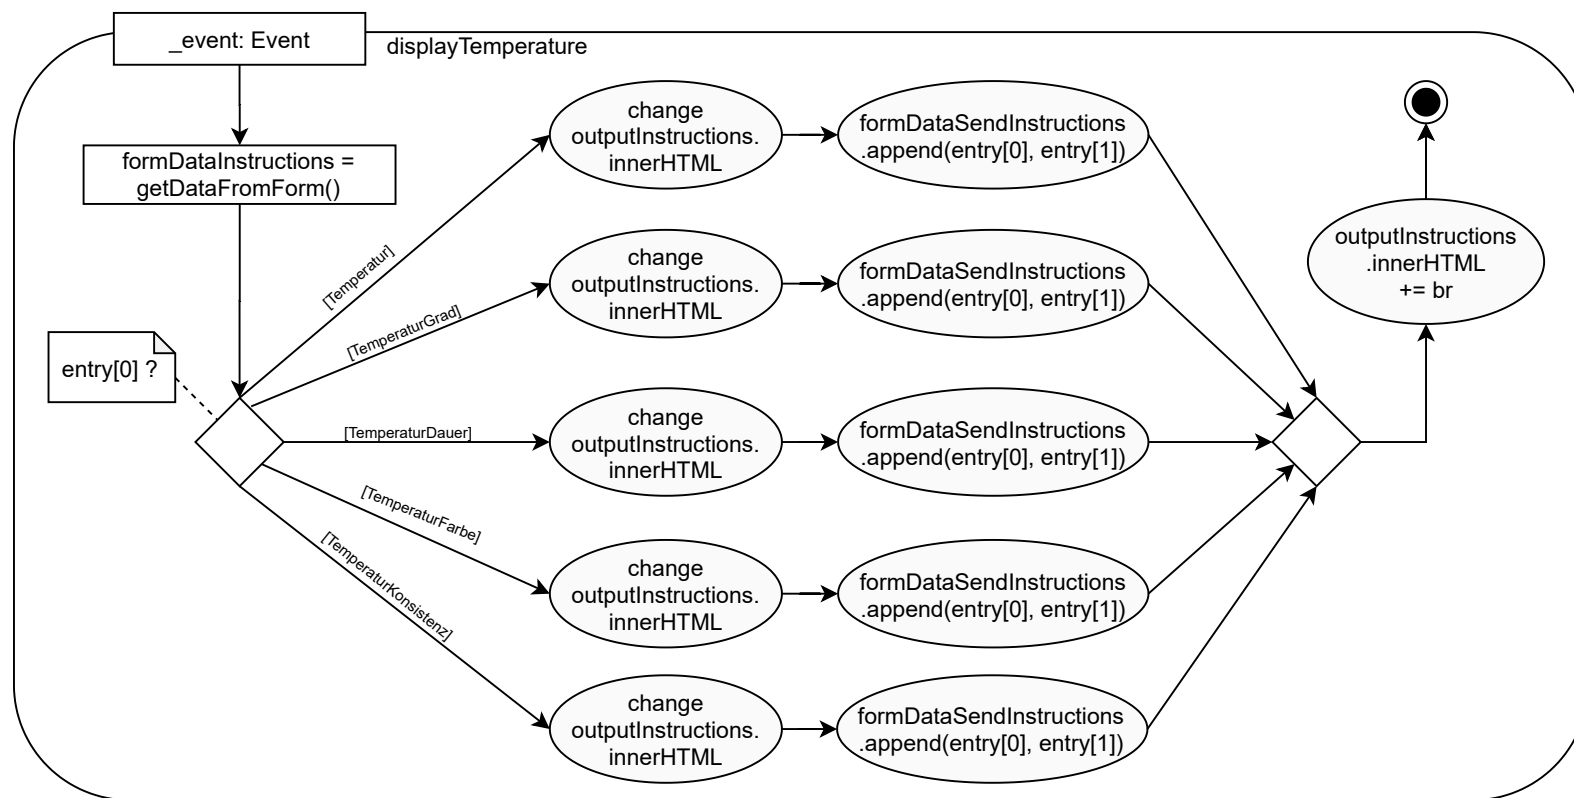 _event: Event
displayTemperature
formDataInstructions =
getDataFromForm()
entry[0] ?
[Temperatur]
change
outputInstructions.
innerHTML
formDataSendInstructions
.append(entry[0], entry[1])
[TemperaturGrad]
change
outputInstructions.
innerHTML
formDataSendInstructions
.append(entry[0], entry[1])
[TemperaturDauer]
change
outputInstructions.
innerHTML
formDataSendInstructions
.append(entry[0], entry[1])
[TemperaturFarbe]
change
outputInstructions.
innerHTML
formDataSendInstructions
.append(entry[0], entry[1])
[TemperaturKonsistenz]
change
outputInstructions.
innerHTML
formDataSendInstructions
.append(entry[0], entry[1])
outputInstructions
.innerHTML
+= br